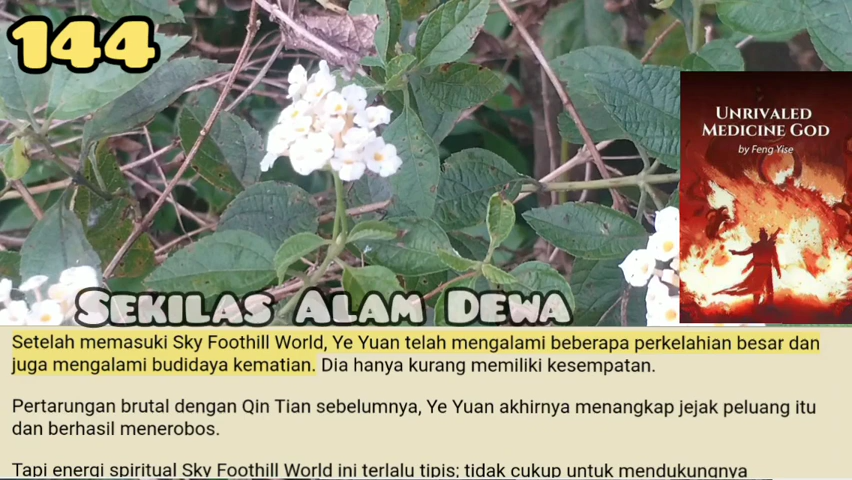 144
UNRIVALED
MEDICINE GOD
by Feng Yise
SEKILAS ALAM DEWA
Setelah memasuki Sky Foothill World, Ye Yuan telah mengalami beberapa perkelahian besar dan
juga mengalami budidaya kematian. Dia hanya kurang memiliki kesempatan.
Pertarungan brutal dengan Qin Tian sebelumnya, Ye Yuan akhirnya menangkap jejak peluang itu
dan berhasil menerobos.
Tapi energi spiritual Sky Foothill World ini terlalu tipis; tidak cukup untuk mendukungnya